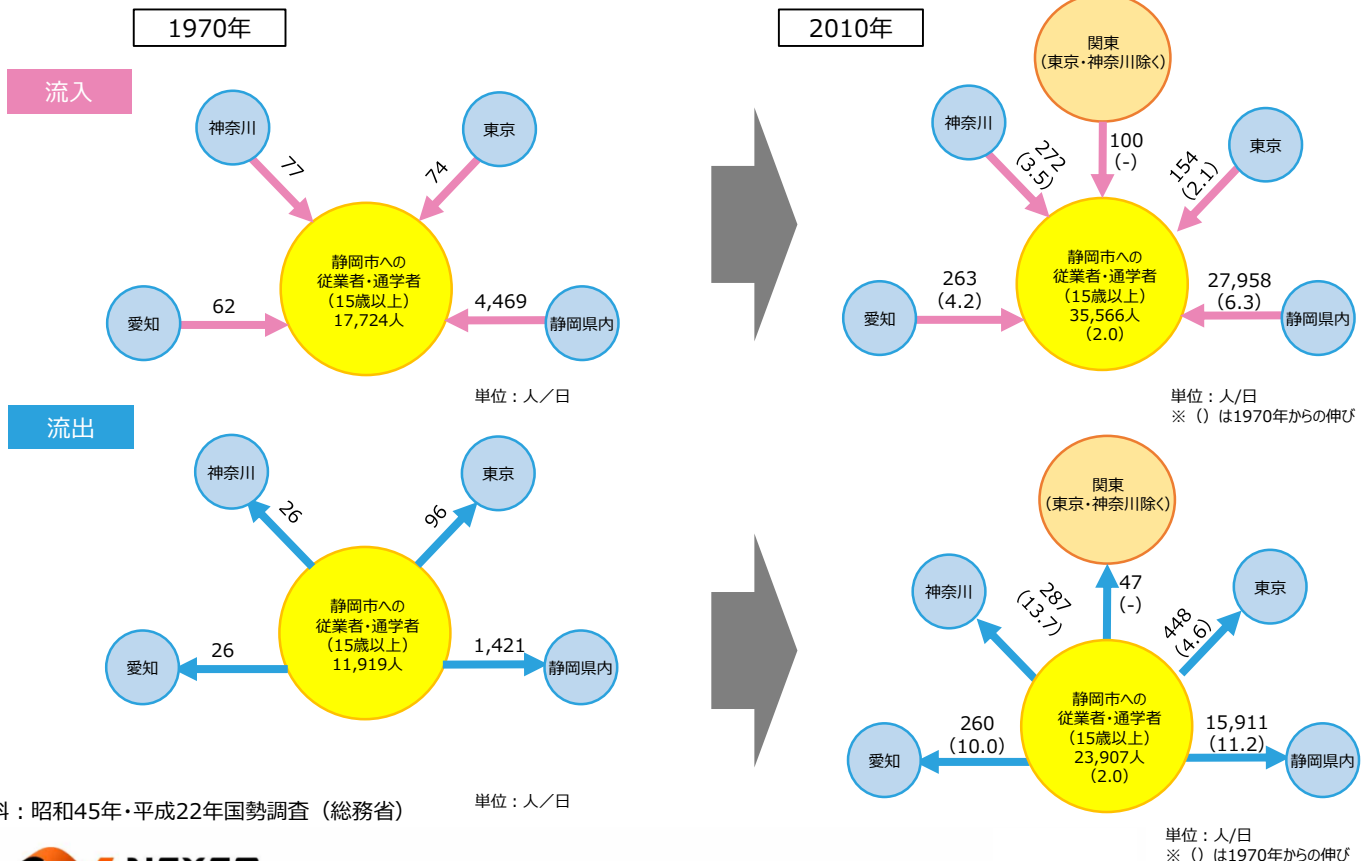 1970年
流入
神奈川
東京
77
74
静岡市への
従業者・通学者
（15歳以上）
17,724人
愛知
62
4,469
静岡県内
単位：人／日
2010年
関東
（東京・神奈川除く）
神奈川
東京
272
(3.5)
100
(-)
154
(2.1)
静岡市への
従業者・通学者
（15歳以上）
35,566人
(2.0)
愛知
263
(4.2)
27,958
(6.3)
静岡県内
単位：人/日
※（）は1970年からの伸び
流出
神奈川
東京
26
96
静岡市への
従業者・通学者
（15歳以上）
11,919人
愛知
26
1,421
静岡県内
単位：人／日
関東
（東京・神奈川除く）
神奈川
東京
287
(13.7)
47
(-)
448
(4.6)
静岡市への
従業者・通学者
（15歳以上）
23,907人
(2.0)
愛知
260
(10.0)
15,911
(11.2)
静岡県内
単位：人/日
※（）は1970年からの伸び
料：昭和45年・平成22年国勢調査（総務省）